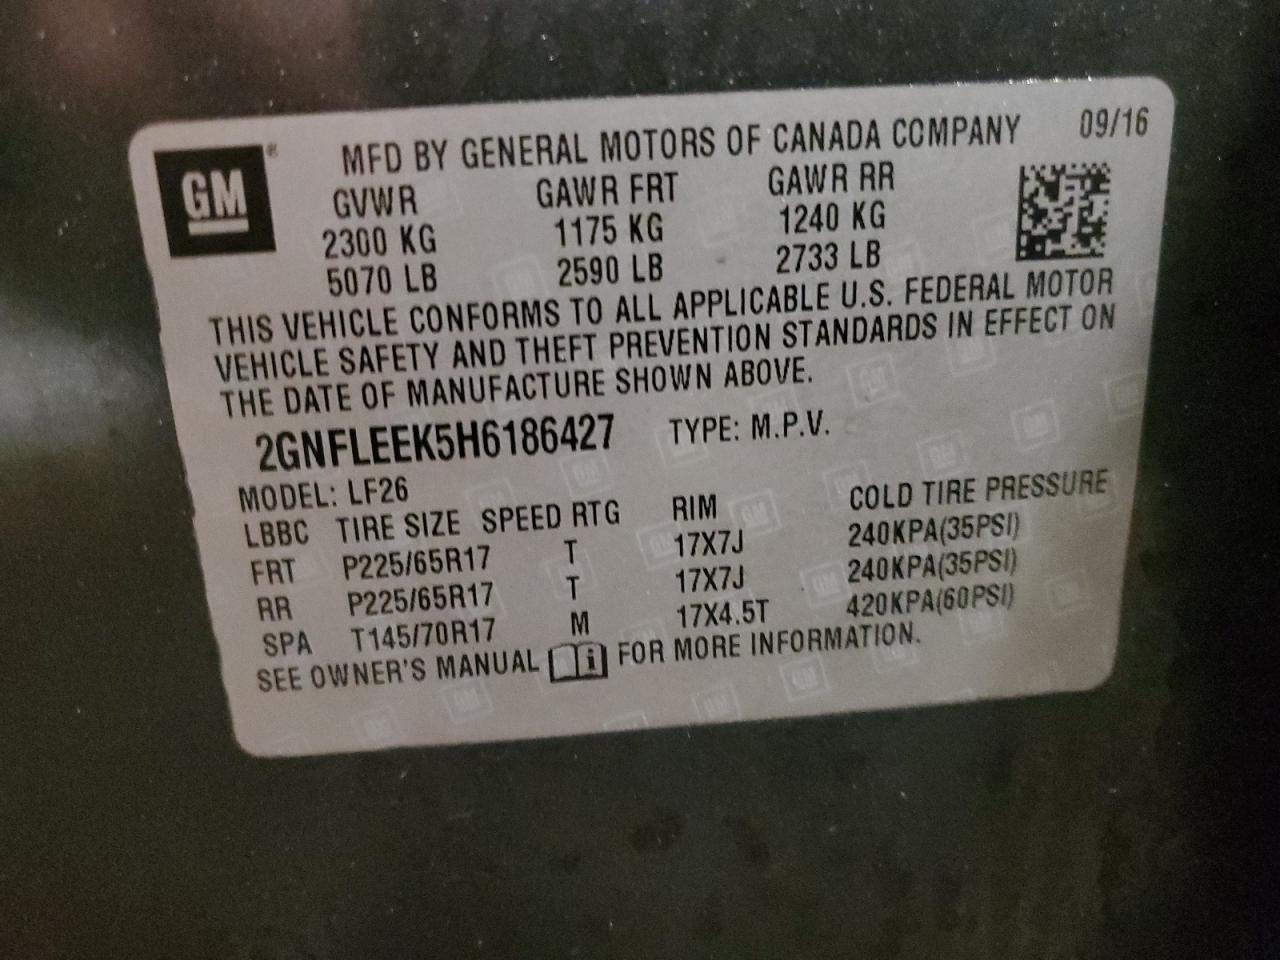 GM
MFD BY GENERAL MOTORS OF CANADA COMPANY 09/16
GVWR GAWR FRT GAWR RR
2300 KG 1175 KG 1240 KG
5070 LB 2590 LB 2733 LB
THIS VEHICLE CONFORMS TO ALL APPLICABLE U.S. FEDERAL MOTOR
VEHICLE SAFETY AND THEFT PREVENTION STANDARDS IN EFFECT ON
THE DATE OF MANUFACTURE SHOWN ABOVE.
2GNFLEEK5H6186427 TYPE: M.P.V.
MODEL: LF26
LBBC TIRE SIZE SPEED RTG RIM COLD TIRE PRESSURE
FRT P225/65R17 T 17X7J 240KPA(35PSI)
RR P225/65R17 T 17X7J 240KPA(35PSI)
SPA T145/70R17 M 17X4.5T 420KPA(60PSI)
SEE OWNER'S MANUAL i FOR MORE INFORMATION.